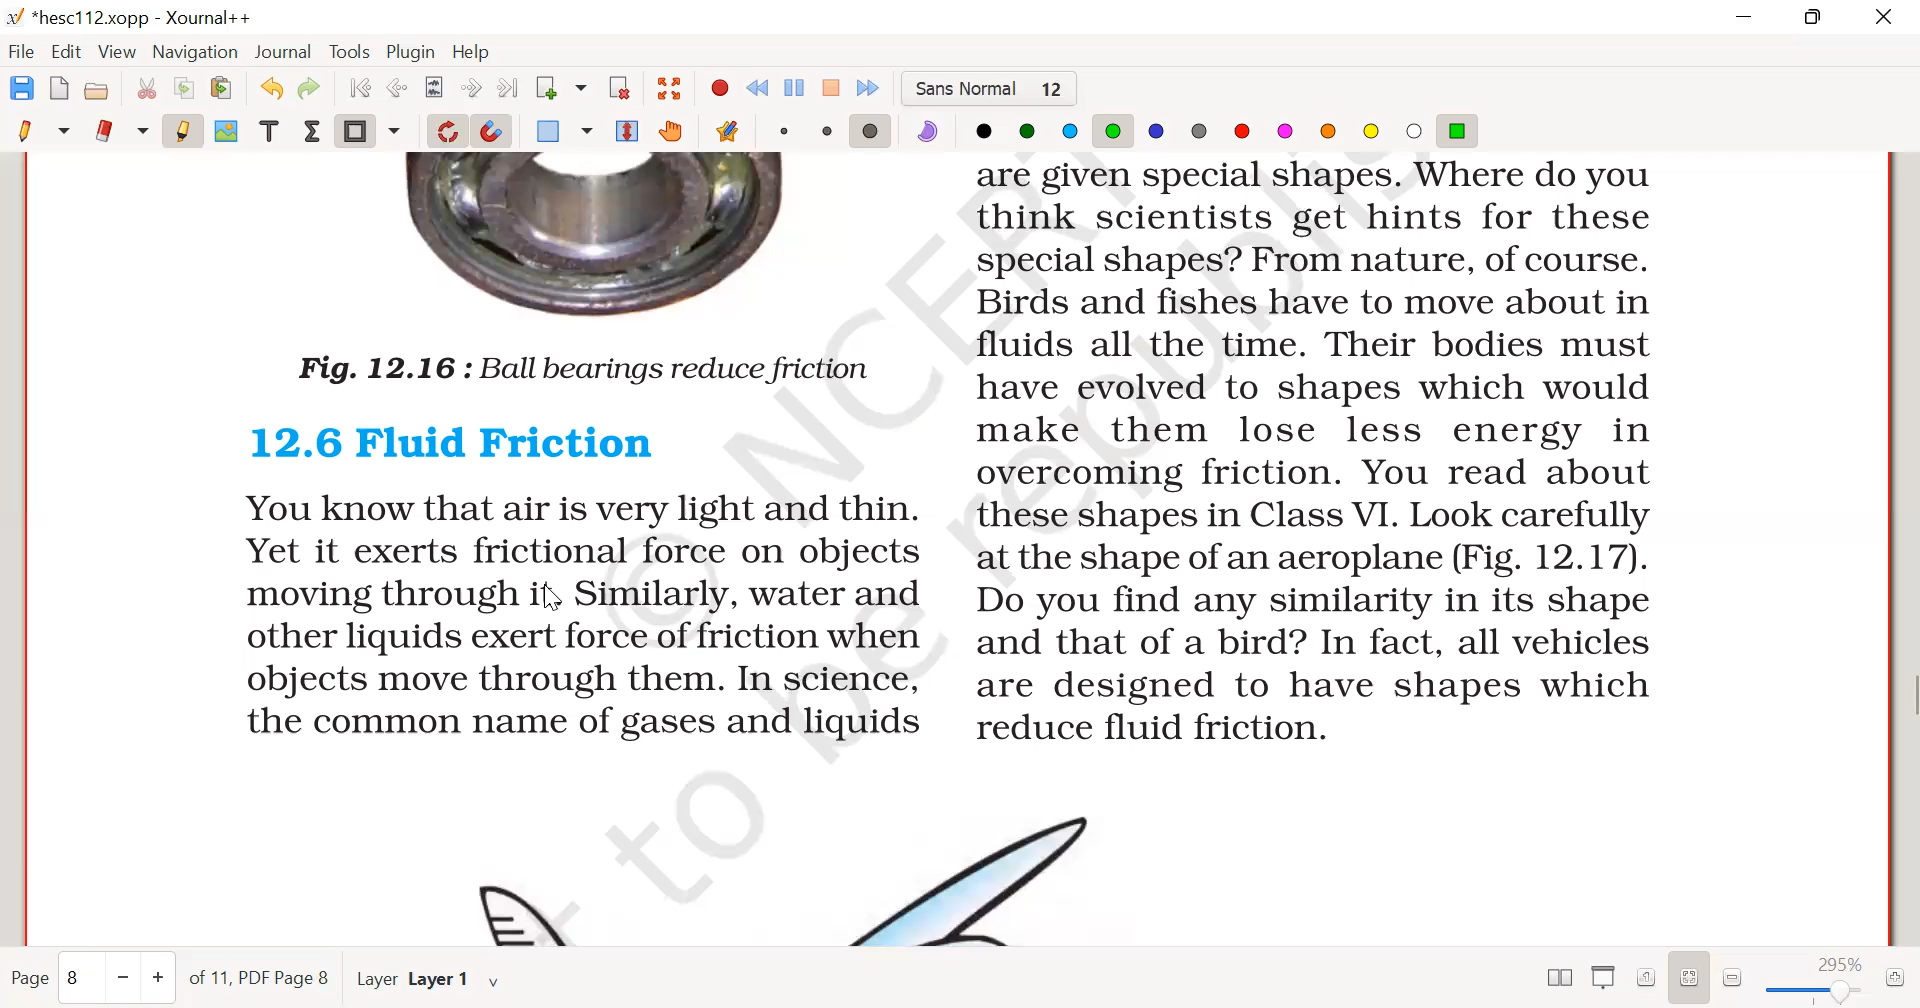 *hesc112.xopp - Xournal++
File Edit View Navigation Journal Tools Plugin Help
Sans Normal 12
Fig. 12.16 : Ball bearings reduce friction
12.6 Fluid Friction
You know that air is very light and thin.
Yet it exerts frictional force on objects
moving through it. Similarly, water and
other liquids exert force of friction when
objects move through them. In science,
the common name of gases and liquids
are given special shapes. Where do you
think scientists get hints for these
special shapes? From nature, of course.
Birds and fishes have to move about in
fluids all the time. Their bodies must
have evolved to shapes which would
make them lose less energy in
overcoming friction. You read about
these shapes in Class VI. Look carefully
at the shape of an aeroplane (Fig. 12.17).
Do you find any similarity in its shape
and that of a bird? In fact, all vehicles
are designed to have shapes which
reduce fluid friction.
© NCERT
to be republis
Page 8 of 11, PDF Page 8 Layer Layer 1 295%